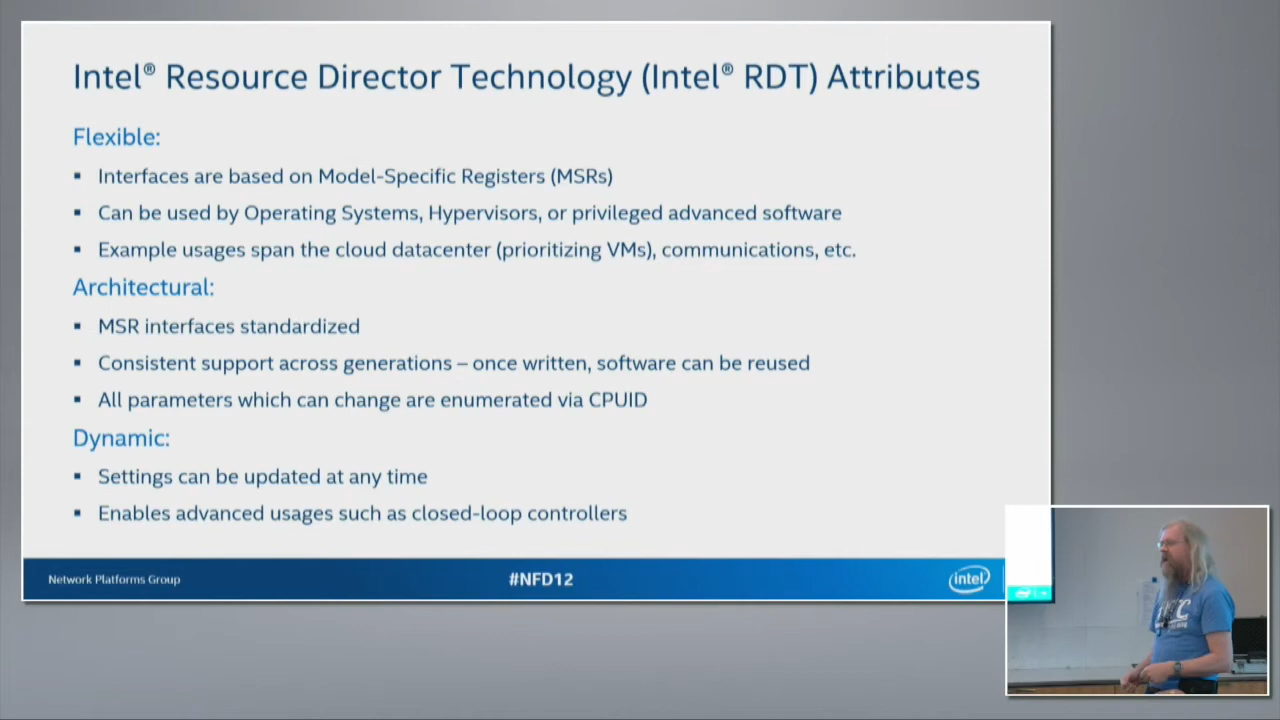 Intel® Resource Director Technology (Intel® RDT) Attributes
Flexible:
▪ Interfaces are based on Model-Specific Registers (MSRs)
▪ Can be used by Operating Systems, Hypervisors, or privileged advanced software
▪ Example usages span the cloud datacenter (prioritizing VMs), communications, etc.
Architectural:
▪ MSR interfaces standardized
▪ Consistent support across generations – once written, software can be reused
▪ All parameters which can change are enumerated via CPUID
Dynamic:
▪ Settings can be updated at any time
▪ Enables advanced usages such as closed-loop controllers
Network Platforms Group
#NFD12
intel